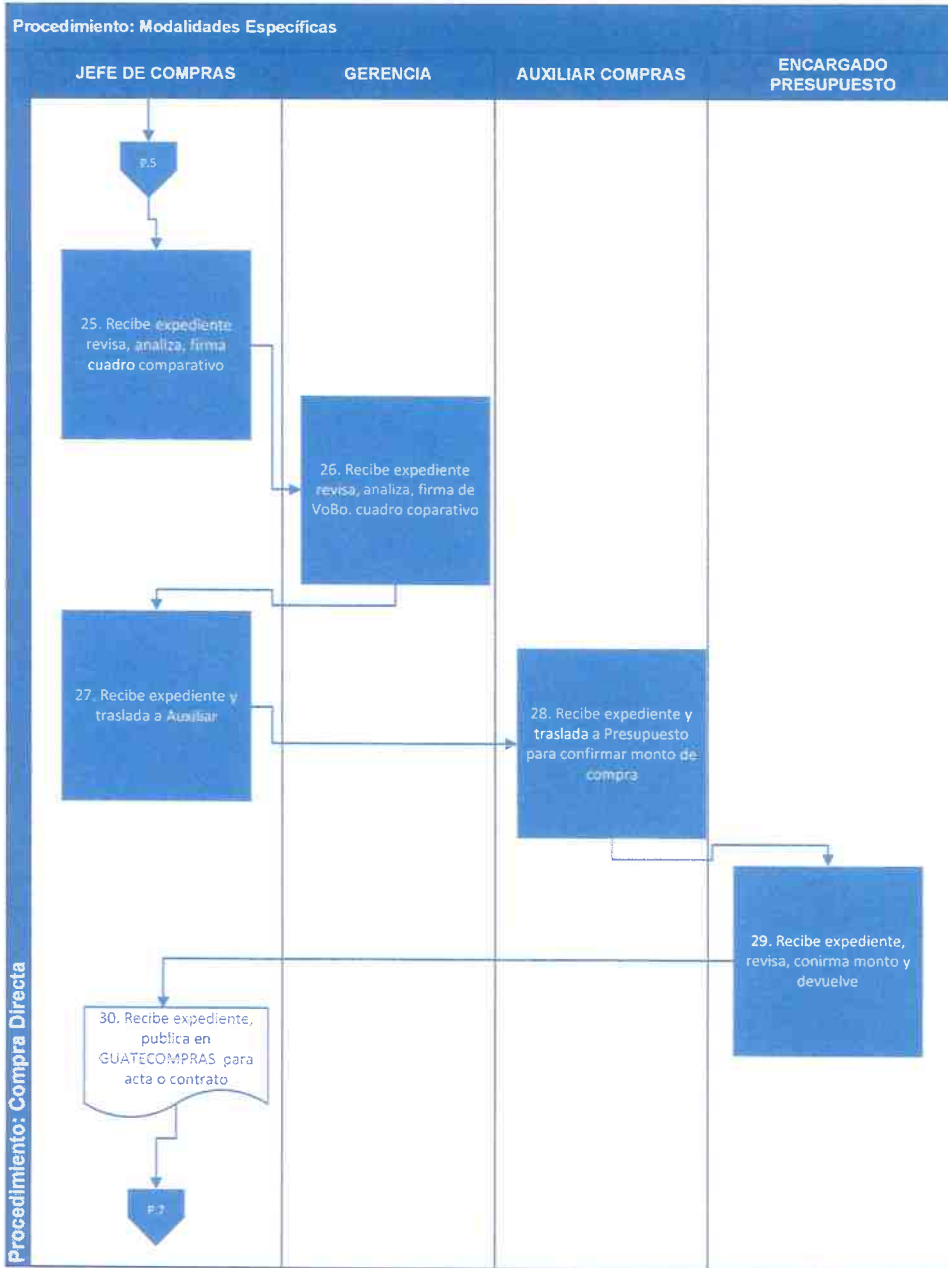 Procedimiento: Modalidades Específicas
JEFE DE COMPRAS
GERENCIA
AUXILIAR COMPRAS
ENCARGADO
PRESUPUESTO
P.5
25. Recibe expediente
revisa, analiza, firma
cuadro comparativo
26. Recibe expediente
revisa, analiza, firma de
VoBo. cuadro coparativo
27. Recibe expediente y
traslada a Auxiliar
28. Recibe expediente y
traslada a Presupuesto
para confirmar monto de
compra
29. Recibe expediente,
revisa, conirma monto y
devuelve
30. Recibe expediente,
publica en
GUATECOMPRAS para
acta o contrato
P.7
Procedimiento: Compra Directa